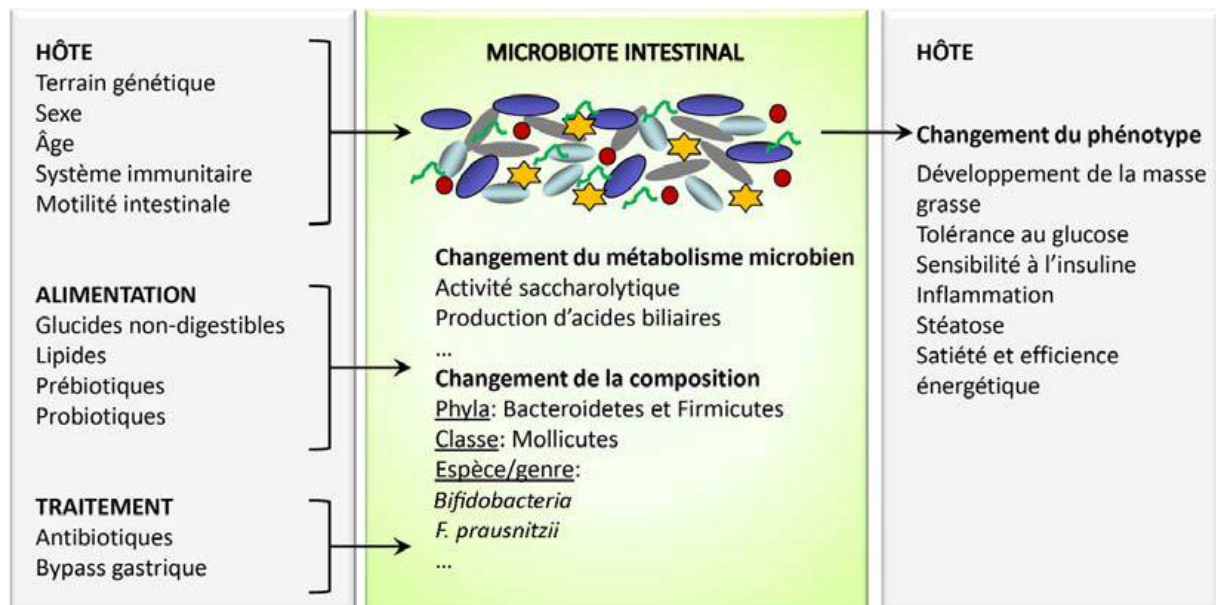 HÔTE
Terrain génétique
Sexe
Âge
Système immunitaire
Motilité intestinale
ALIMENTATION
Glucides non-digestibles
Lipides
Prébiotiques
Probiotiques
TRAITEMENT
Antibiotiques
Bypass gastrique
MICROBIOTE INTESTINAL
Changement du métabolisme microbien
Activité saccharolytique
Production d’acides biliaires
...
Changement de la composition
Phyla: Bacteroidetes et Firmicutes
Classe: Mollicutes
Espèce/genre:
Bifidobacteria
F. prausnitzii
...
HÔTE
Changement du phénotype
Développement de la masse
grasse
Tolérance au glucose
Sensibilité à l’insuline
Inflammation
Stéatose
Satiété et efficience
énergétique